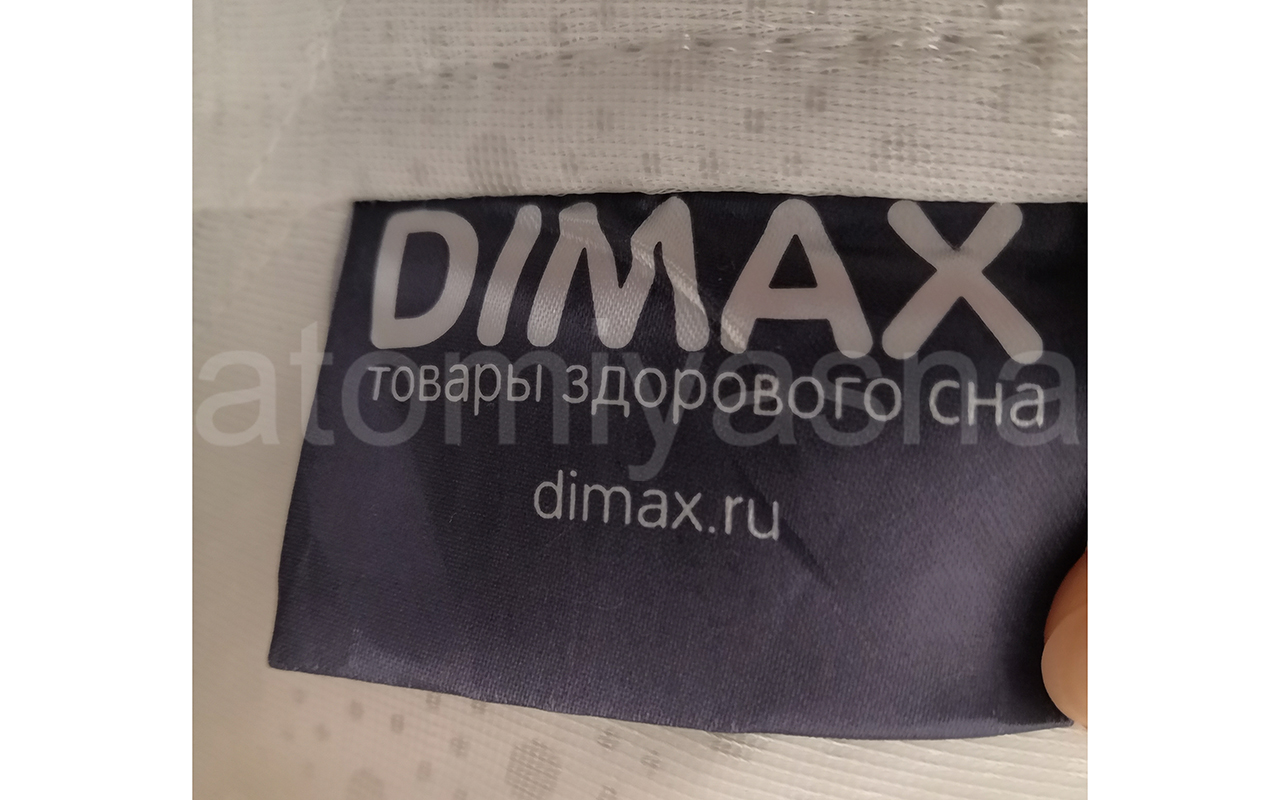 DIMAX
товары здорового сна
dimax.ru
atomiyasna